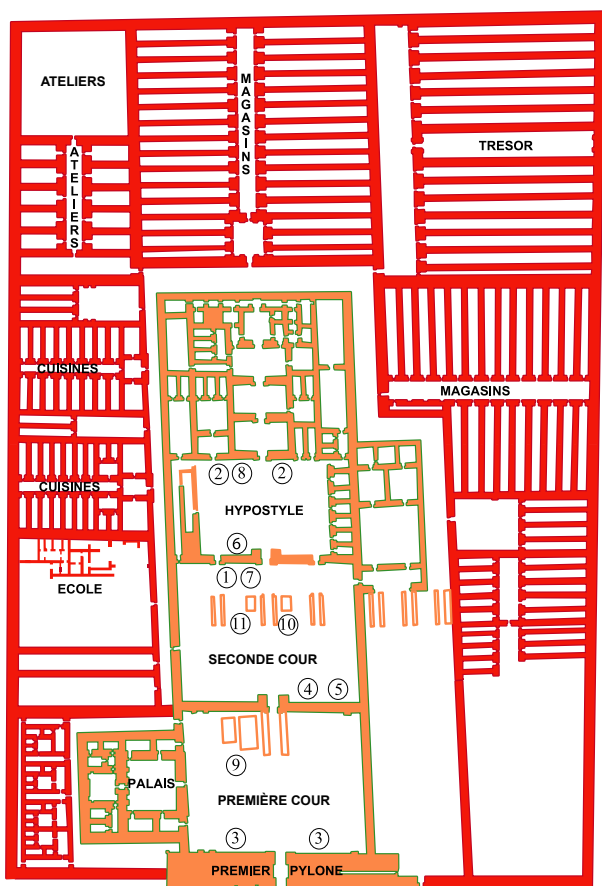 ATELIERS
MAGASINS
TRESOR
ATELIERS
CUISINES
MAGASINS
2 8 2
CUISINES
HYPOSTYLE
6
1 7
ECOLE
11 10
SECONDE COUR
4 5
9
PALAIS
PREMIÈRE COUR
3 3
PREMIER PYLONE